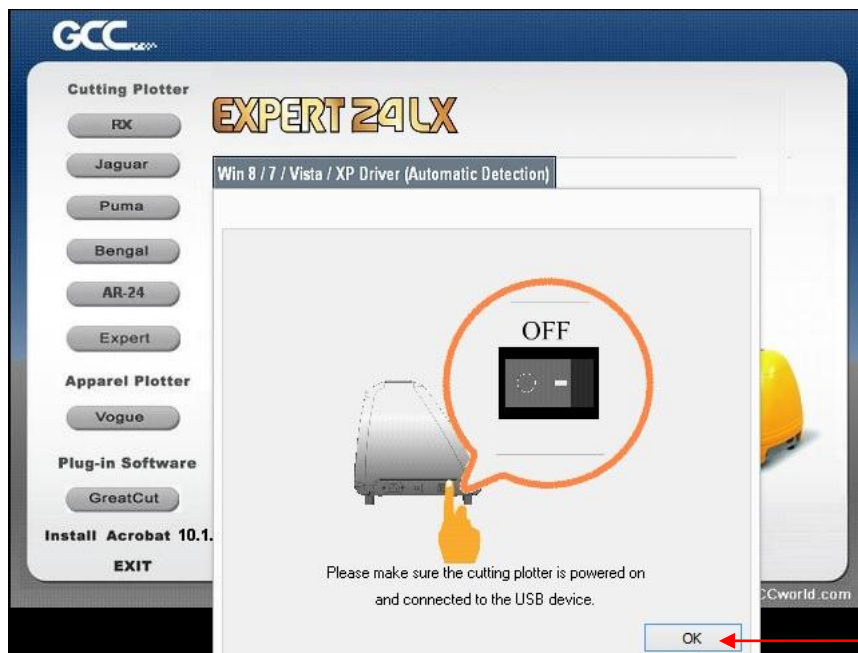 GCC
Cutting Plotter
RX
Jaguar
Puma
Bengal
AR-24
Expert
Apparel Plotter
Vogue
Plug-in Software
GreatCut
Install Acrobat 10.1.
EXIT
EXPERT 24 LX
Win 8 / 7 / Vista / XP Driver (Automatic Detection)
OFF
Please make sure the cutting plotter is powered on
and connected to the USB device.
OK
CCworld.com